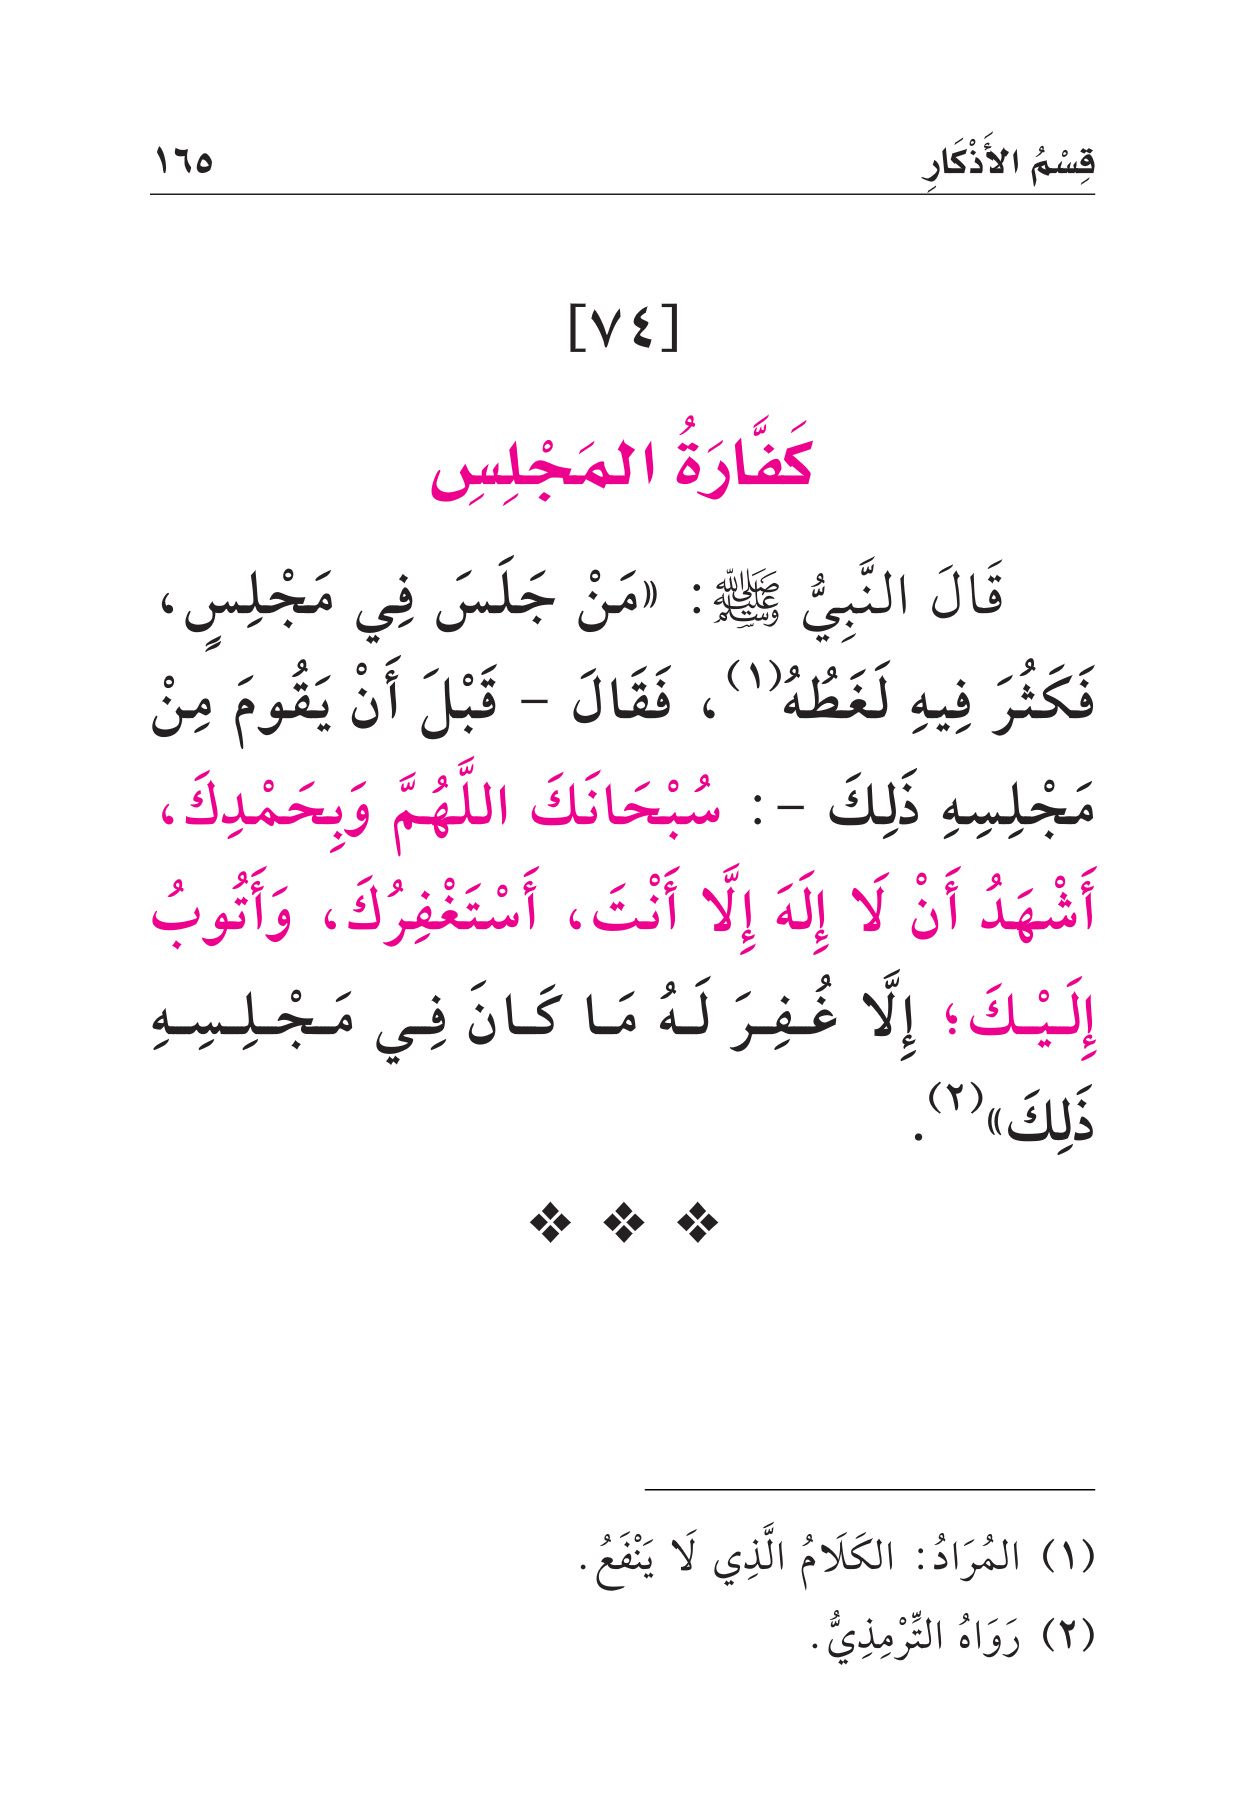 قِسْمُ الأَذْكَارِ ١٦٥
[٧٤]
كَفَّارَةُ المَجْلِسِ
قَالَ النَّبِيُّ ﷺ: «مَنْ جَلَسَ فِي مَجْلِسٍ،
فَكَثُرَ فِيهِ لَغَطُهُ(١)، فَقَالَ – قَبْلَ أَنْ يَقُومَ مِنْ
مَجْلِسِهِ ذَلِكَ –: سُبْحَانَكَ اللَّهُمَّ وَبِحَمْدِكَ،
أَشْهَدُ أَنْ لَا إِلَهَ إِلَّا أَنْتَ، أَسْتَغْفِرُكَ، وَأَتُوبُ
إِلَيْكَ؛ إِلَّا غُفِرَ لَهُ مَا كَانَ فِي مَجْلِسِهِ
ذَلِكَ»(٢).
(١) المُرَادُ: الكَلَامُ الَّذِي لَا يَنْفَعُ.
(٢) رَوَاهُ التِّرْمِذِيُّ.